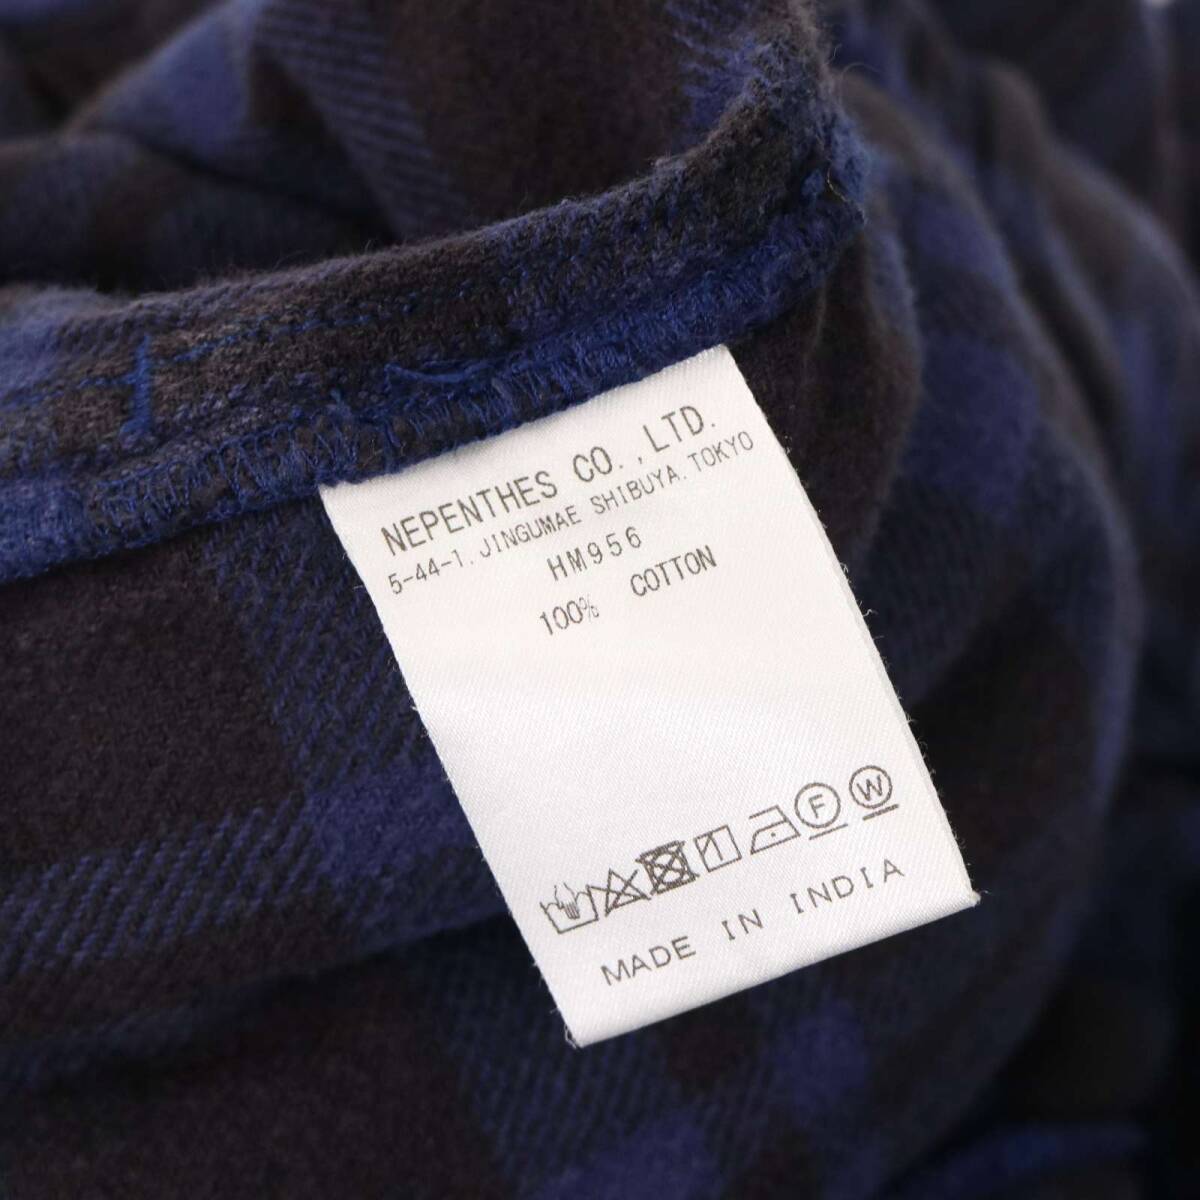 NEPENTHES CO.,LTD.
5-44-1. JINGUMAE SHIBUYA. TOKYO
HM956
100% COTTON
F W
MADE IN INDIA